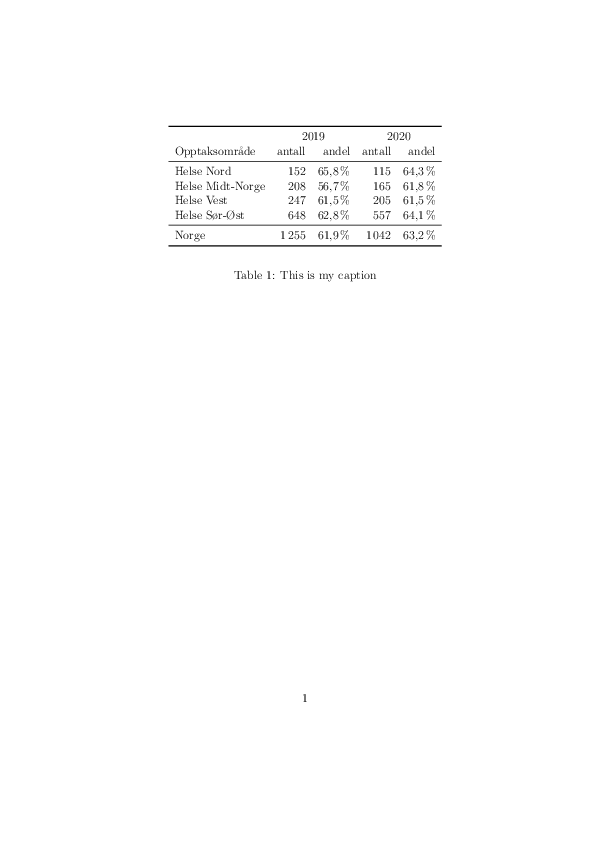 2019 2020
Opptaksområde antall andel antall andel
Helse Nord 152 65,8 % 115 64,3 %
Helse Midt-Norge 208 56,7 % 165 61,8 %
Helse Vest 247 61,5 % 205 61,5 %
Helse Sør-Øst 648 62,8 % 557 64,1 %
Norge 1 255 61,9 % 1 042 63,2 %
Table 1: This is my caption
1